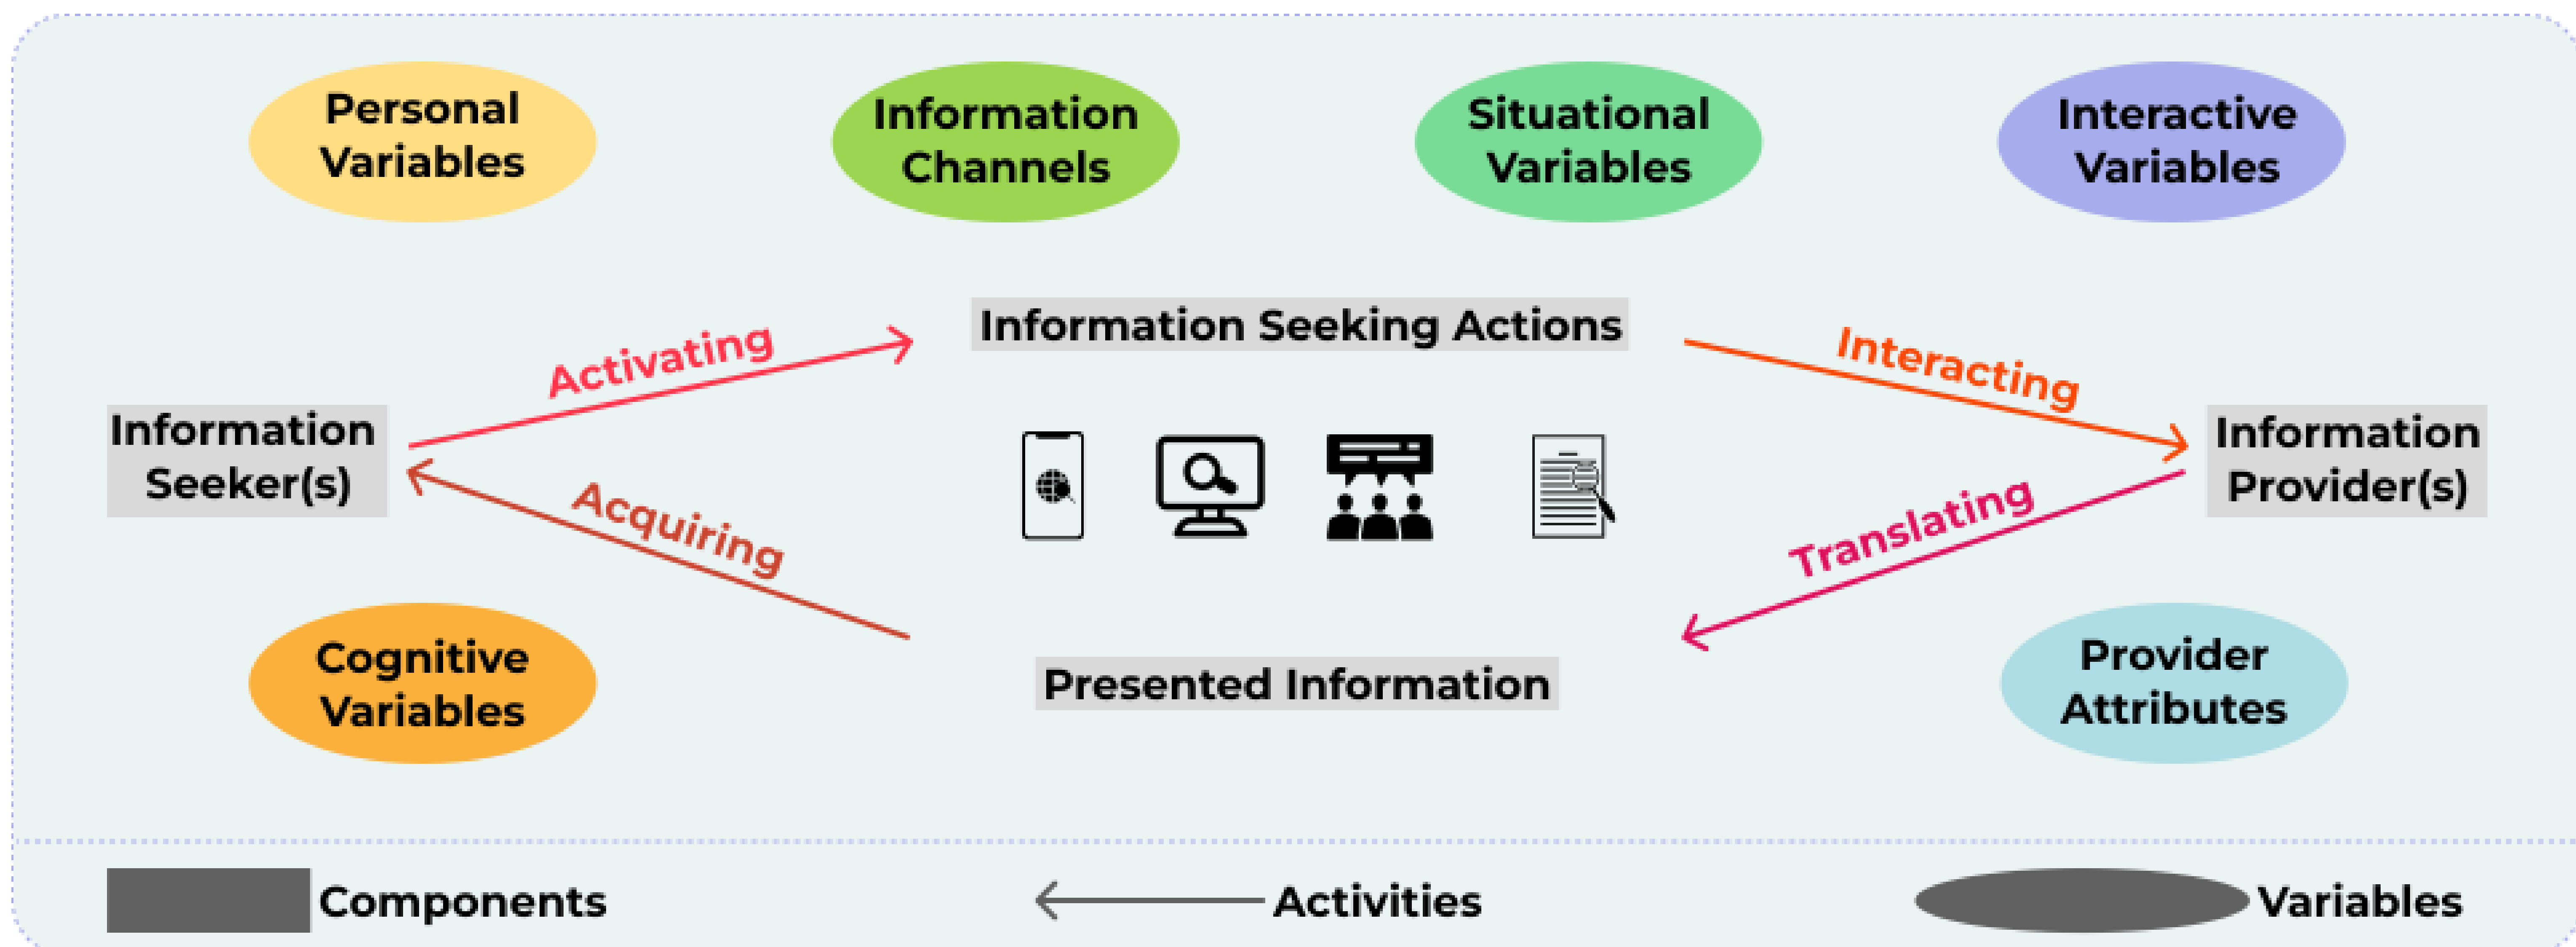 Personal
Variables
Information
Channels
Situational
Variables
Interactive
Variables
Information Seeking Actions
Activating
Interacting
Information
Seeker(s)
Information
Provider(s)
Acquiring
Translating
Cognitive
Variables
Presented Information
Provider
Attributes
Components
Activities
Variables